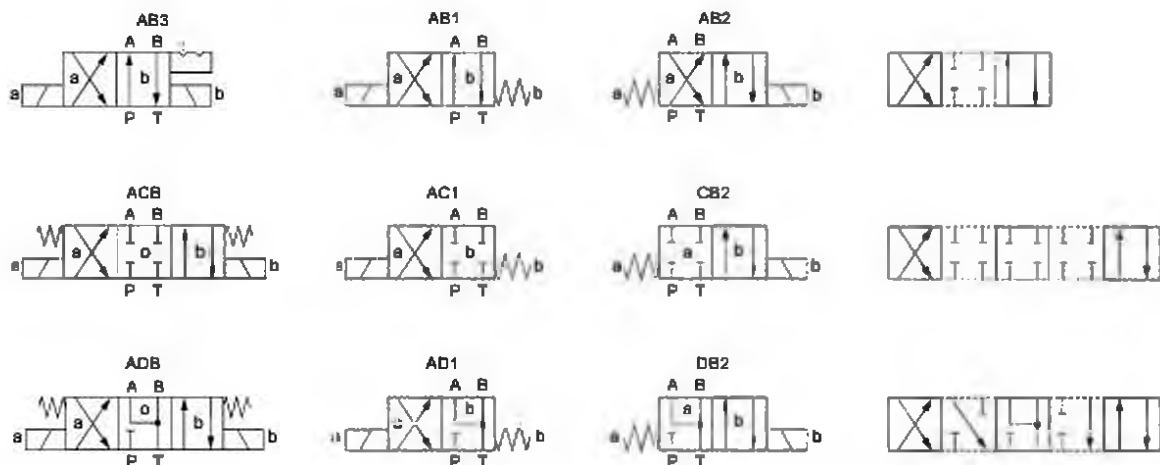 AB3 AB1 AB2
A B A B A B
a b a b a b
a b b a b
P T P T P T
ACB AC1 CB2
A B A B A B
a o b a b a b
a b a b a b
P T P T P T
ADB AD1 DB2
A B A B A B
a o b b a b
a b a b a b
P T P T P T